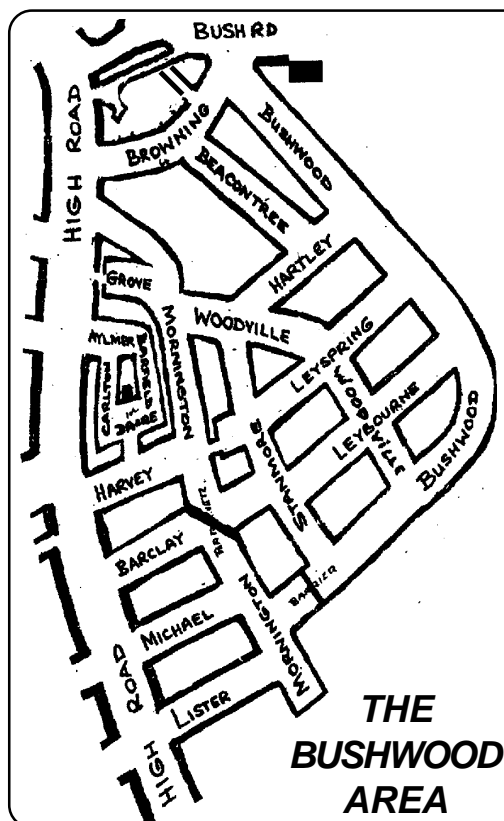 BUSH RD
HIGH ROAD
BROWNING
BUSHWOOD
BEACONTREE
HARTLEY
GROVE
MORNINGTON
WOODVILLE
AYLMER
CARLTON
LEYSPRING
WOODVILLE
LEYBOURNE
BUSHWOOD
STANMORE
HARVEY
BARCLAY
BARRIER
MICHAEL
MORNINGTON
HIGH ROAD
LISTER
THE
BUSHWOOD
AREA